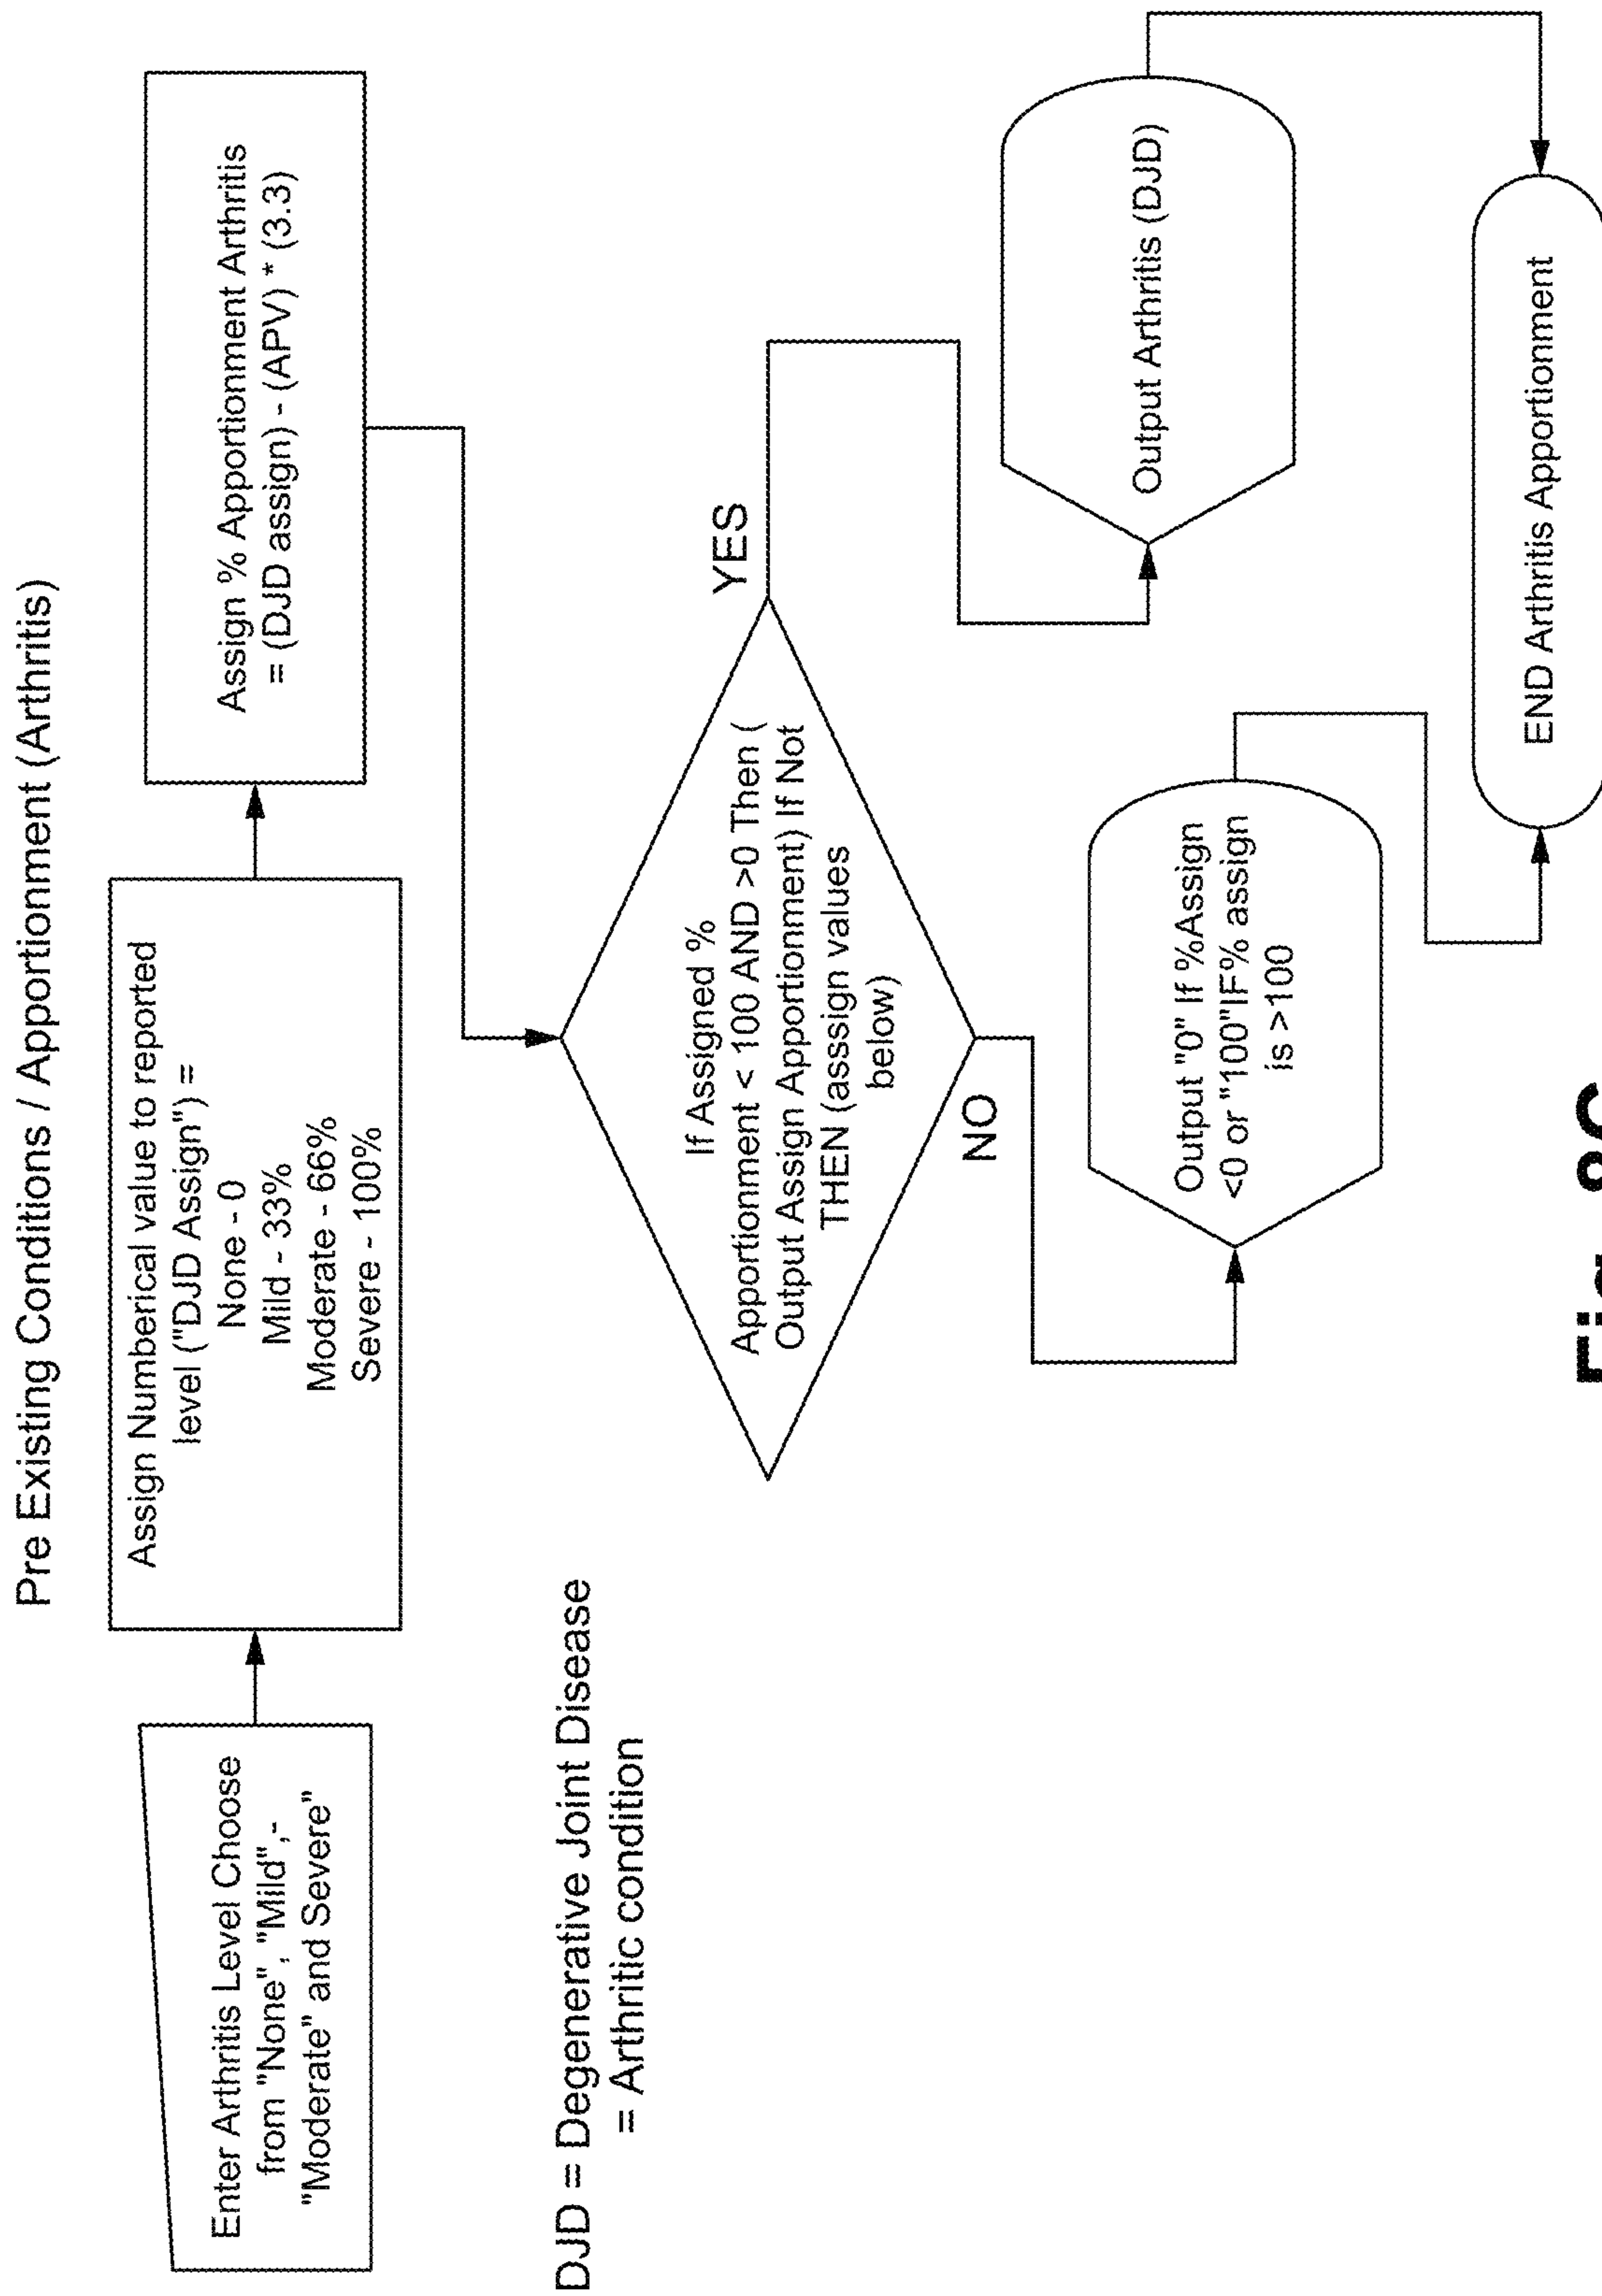 Pre Existing Conditions / Apportionment (Arthritis)
Enter Arthritis Level Choose
from "None", "Mild",-
"Moderate" and Severe"
Assign Numberical value to reported
level ("DJD Assign") =
None - 0
Mild - 33%
Moderate - 66%
Severe - 100%
Assign % Apportionment Arthritis
= (DJD assign) - (APV) * (3.3)
DJD = Degenerative Joint Disease
= Arthritic condition
If Assigned %
Apportionment < 100 AND >0 Then (
Output Assign Apportionment) If Not
THEN (asssign values
below)
YES
NO
Output Arthritis (DJD)
Output "0" If %Assign
<0 or "100"IF% assign
is >100
END Arthritis Apportionment